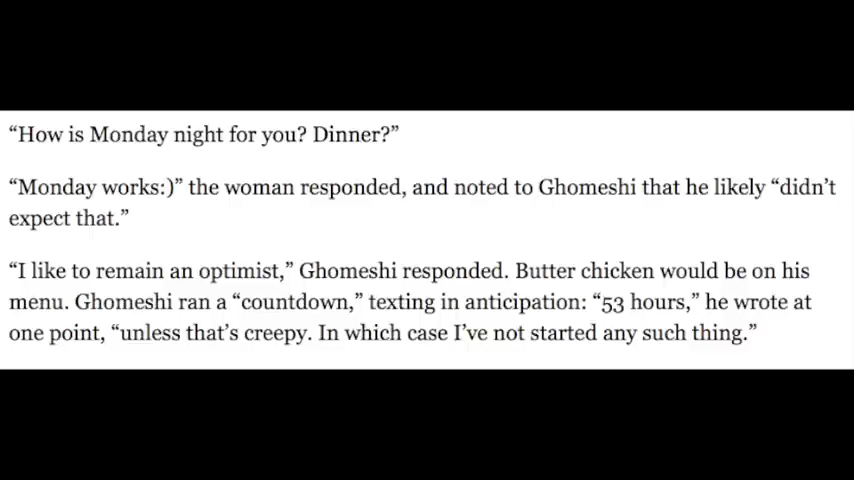 “How is Monday night for you? Dinner?”
“Monday works:)” the woman responded, and noted to Ghomeshi that he likely “didn’t
expect that.”
“I like to remain an optimist,” Ghomeshi responded. Butter chicken would be on his
menu. Ghomeshi ran a “countdown,” texting in anticipation: “53 hours,” he wrote at
one point, “unless that’s creepy. In which case I’ve not started any such thing.”